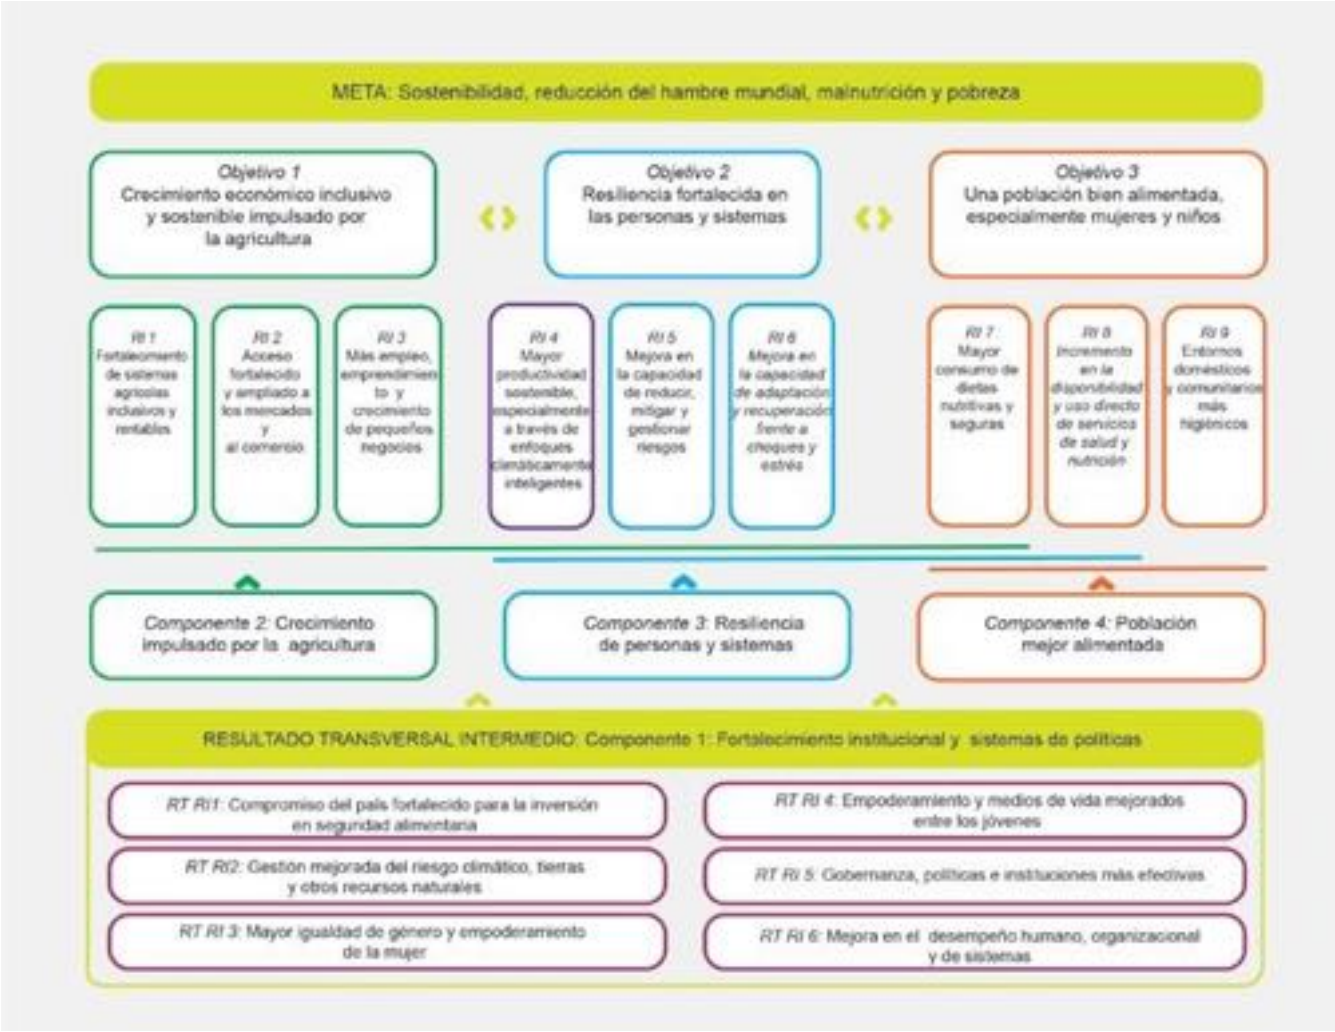 META: Sostenibilidad, reducción del hambre mundial, malnutrición y pobreza
Objetivo 1
Crecimiento económico inclusivo
y sostenible impulsado por
la agricultura
Objetivo 2
Resiliencia fortalecida en
las personas y sistemas
Objetivo 3
Una población bien alimentada,
especialmente mujeres y niños
RI 1
Fortalecimiento
de sistemas
agrícolas
inclusivos y
rentables
RI 2
Acceso
fortalecido
y ampliado a
los mercados
y
al comercio
RI 3
Más empleo,
emprendimien
to y
crecimiento
de pequeños
negocios
RI 4
Mayor
productividad
sostenible,
especialmente
a través de
enfoques
climáticamente
inteligentes
RI 5
Mejora en
la capacidad
de reducir,
mitigar y
gestionar
riesgos
RI 6
Mejora en
la capacidad
de adaptación
y recuperación
frente a
choques y
estrés
RI 7
Mayor
consumo de
dietas
nutritivas y
seguras
RI 8
Incremento
en la
disponibilidad
y uso directo
de servicios
de salud y
nutrición
RI 9
Entornos
domésticos
y comunitarios
más
higiénicos
Componente 2: Crecimiento
impulsado por la agricultura
Componente 3: Resiliencia
de personas y sistemas
Componente 4: Población
mejor alimentada
RESULTADO TRANSVERSAL INTERMEDIO: Componente 1: Fortalecimiento institucional y sistemas de políticas
RT RI1: Compromiso del país fortalecido para la inversión
en seguridad alimentaria
RT RI2: Gestión mejorada del riesgo climático, tierras
y otros recursos naturales
RT RI 3: Mayor igualdad de género y empoderamiento
de la mujer
RT RI 4: Empoderamiento y medios de vida mejorados
entre los jóvenes
RT RI 5: Gobernanza, políticas e instituciones más efectivas
RT RI 6: Mejora en el desempeño humano, organizacional
y de sistemas